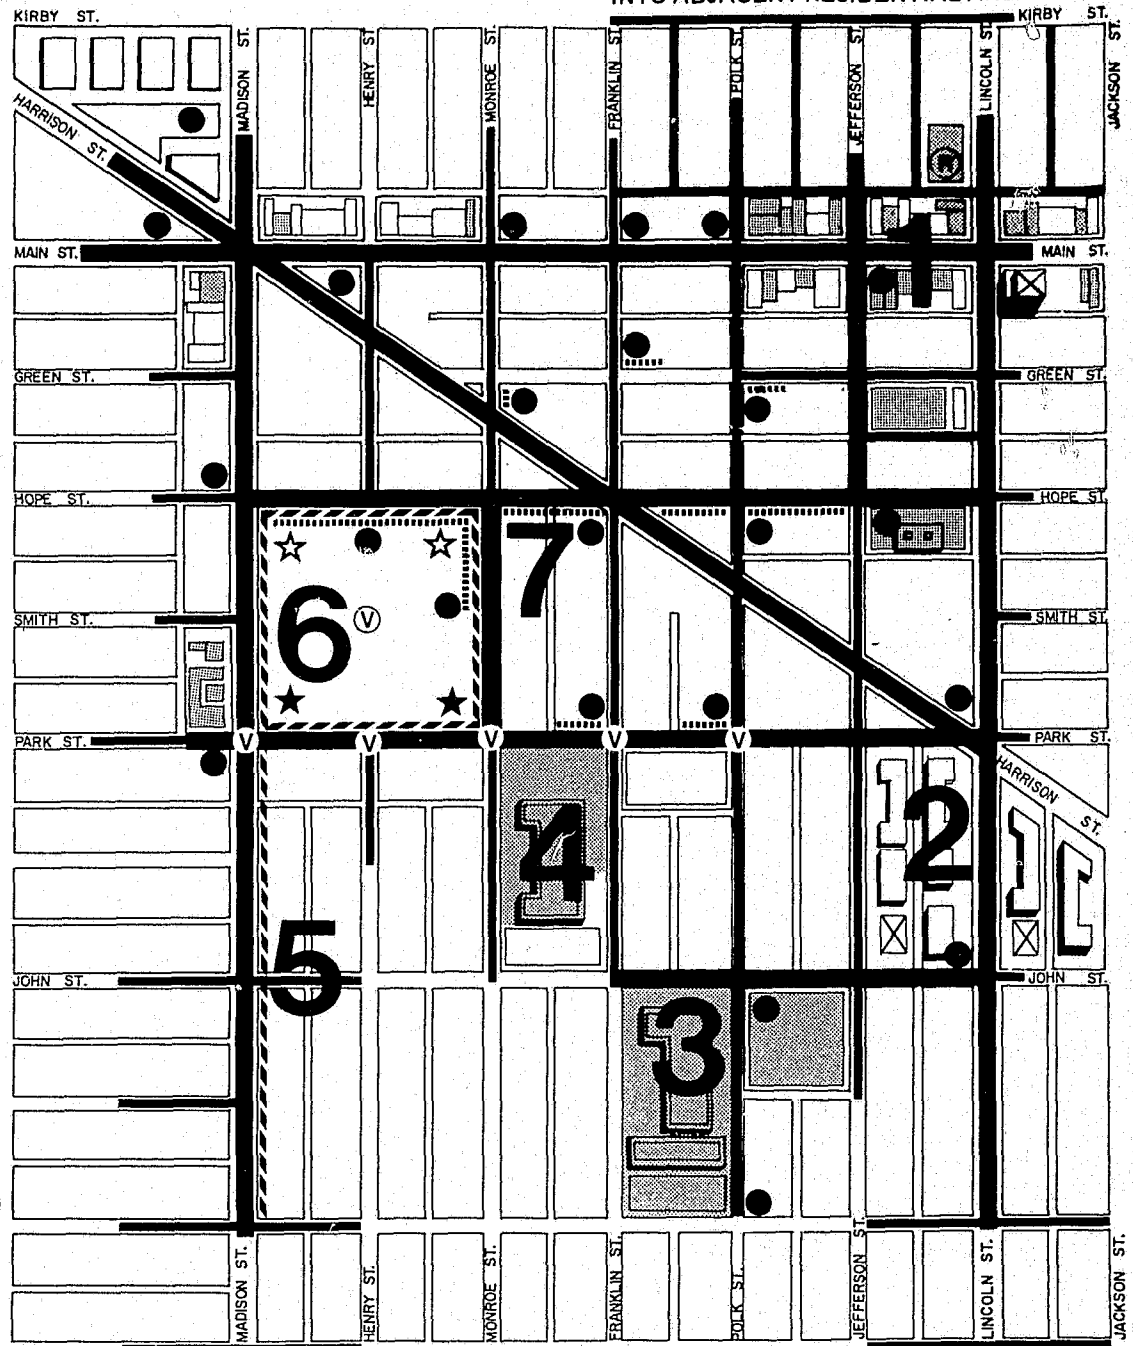 KIRBY ST.
KIRBY ST.
MADISON ST.
HENRY ST.
MONROE ST.
FRANKLIN ST.
POLK ST.
JEFFERSON ST.
LINCOLN ST.
JACKSON ST.
HARRISON ST.
MAIN ST.
1
MAIN ST.
GREEN ST.
GREEN ST.
HOPE ST.
HOPE ST.
7
6
V
SMITH ST.
SMITH ST.
PARK ST.
V
V
V
V
V
PARK ST.
HARRISON ST.
4
2
5
JOHN ST.
JOHN ST.
3
MADISON ST.
HENRY ST.
MONROE ST.
FRANKLIN ST.
POLK ST.
JEFFERSON ST.
LINCOLN ST.
JACKSON ST.